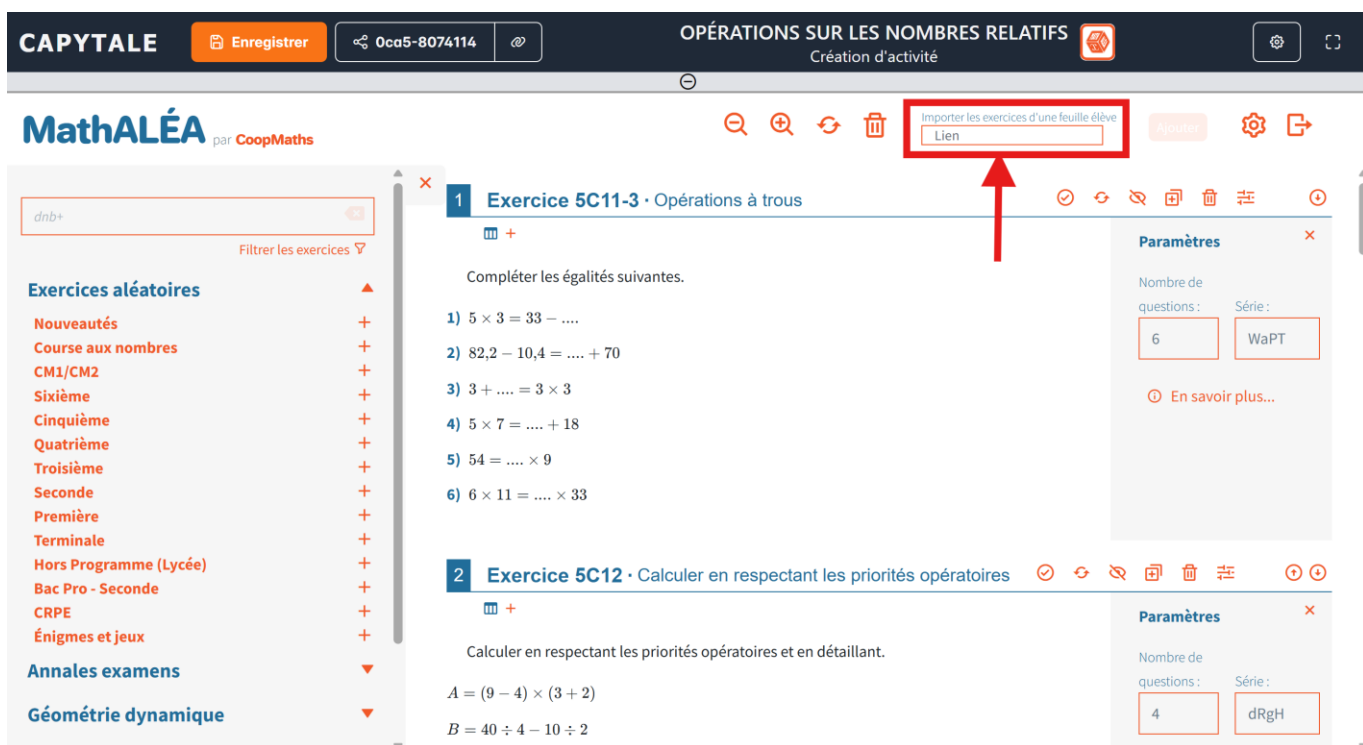 CAPYTALE
Enregistrer
0ca5-8074114
OPÉRATIONS SUR LES NOMBRES RELATIFS
Création d'activité
MathALÉA par CoopMaths
Importer les exercices d'une feuille élève
Lien
Ajouter
dnb+
Filtrer les exercices
Exercices aléatoires
Nouveautés
Course aux nombres
CM1/CM2
Sixième
Cinquième
Quatrième
Troisième
Seconde
Première
Terminale
Hors Programme (Lycée)
Bac Pro - Seconde
CRPE
Énigmes et jeux
Annales examens
Géométrie dynamique
1 Exercice 5C11-3 · Opérations à trous
Compléter les égalités suivantes.
1) 5 × 3 = 33 − ....
2) 82,2 − 10,4 = .... + 70
3) 3 + .... = 3 × 3
4) 5 × 7 = .... + 18
5) 54 = .... × 9
6) 6 × 11 = .... × 33
Paramètres
Nombre de
questions : Série :
6 WaPT
En savoir plus...
2 Exercice 5C12 · Calculer en respectant les priorités opératoires
Calculer en respectant les priorités opératoires et en détaillant.
A = (9 − 4) × (3 + 2)
B = 40 ÷ 4 − 10 ÷ 2
Paramètres
Nombre de
questions : Série :
4 dRgH